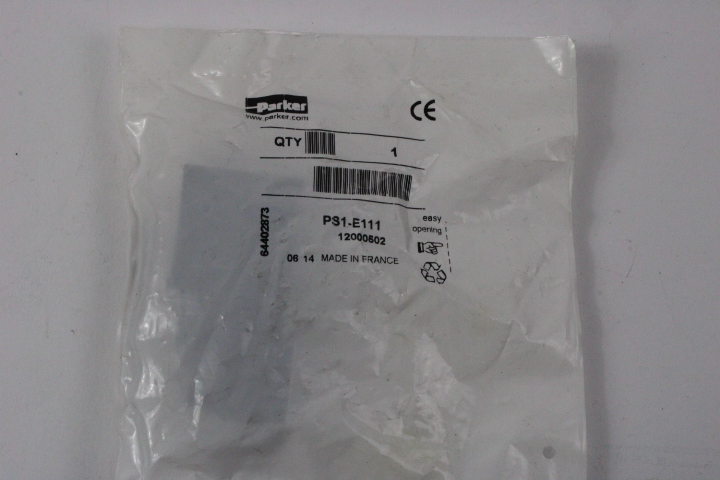 Parker
www.parker.com
CE
QTY 1
64402873
PS1-E111
12000502
06 14 MADE IN FRANCE
easy
opening